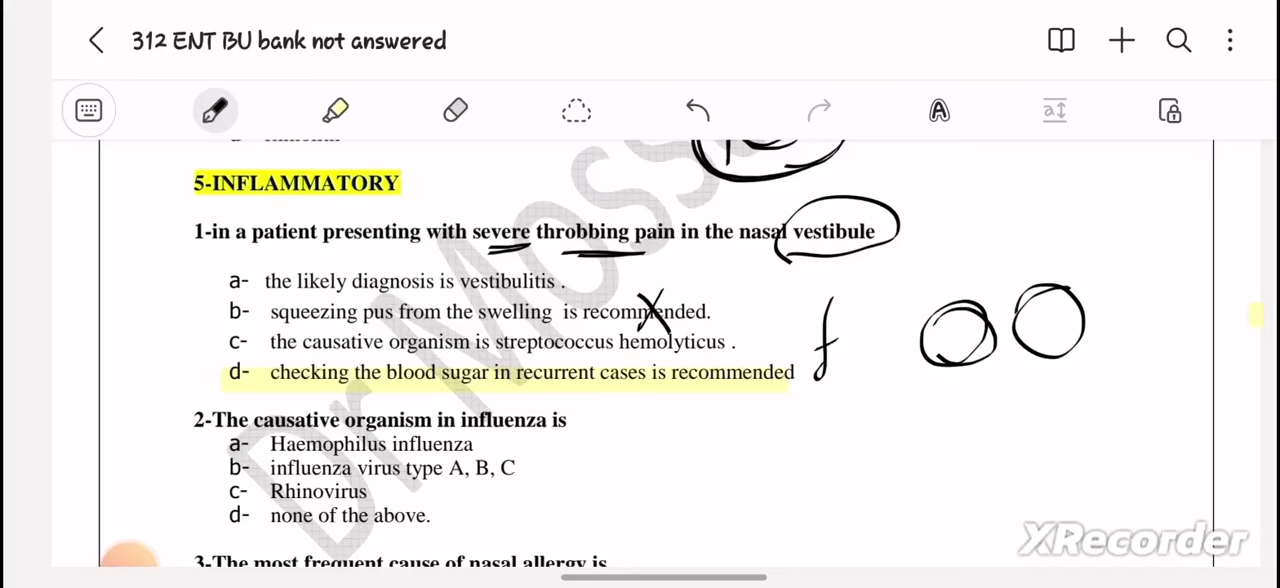 312 ENT BU bank not answered
5-INFLAMMATORY
1-in a patient presenting with severe throbbing pain in the nasal vestibule
a- the likely diagnosis is vestibulitis .
b- squeezing pus from the swelling is recommended.
c- the causative organism is streptococcus hemolyticus .
d- checking the blood sugar in recurrent cases is recommended
2-The causative organism in influenza is
a- Haemophilus influenza
b- influenza virus type A, B, C
c- Rhinovirus
d- none of the above.
3-The most frequent cause of nasal allergy is
XRecorder